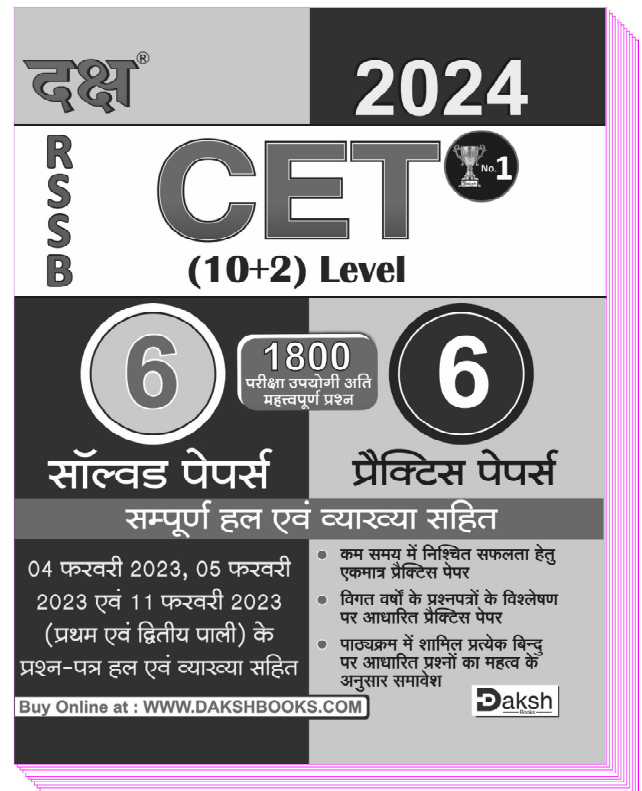 दक्ष®
2024
RSSB
CET
No.1
(10+2) Level
6
1800
परीक्षा उपयोगी अति
महत्त्वपूर्ण प्रश्न
6
सॉल्वड पेपर्स
प्रैक्टिस पेपर्स
सम्पूर्ण हल एवं व्याख्या सहित
04 फरवरी 2023, 05 फरवरी
2023 एवं 11 फरवरी 2023
(प्रथम एवं द्वितीय पाली) के
प्रश्न-पत्र हल एवं व्याख्या सहित
• कम समय में निश्चित सफलता हेतु
एकमात्र प्रैक्टिस पेपर
• विगत वर्षों के प्रश्नपत्रों के विश्लेषण
पर आधारित प्रैक्टिस पेपर
• पाठ्यक्रम में शामिल प्रत्येक बिन्दु
पर आधारित प्रश्नों का महत्व के
अनुसार समावेश
Buy Online at : WWW.DAKSHBOOKS.COM
Daksh
Books